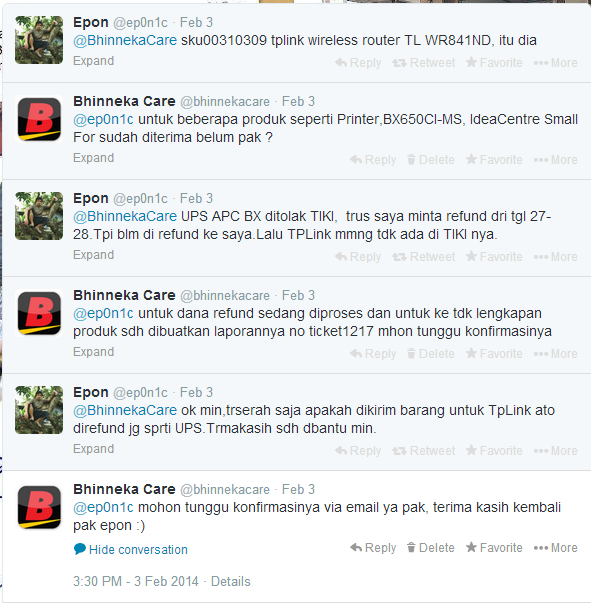 Epon @ep0n1c · Feb 3
@BhinnekaCare sku00310309 tplink wireless router TL WR841ND, itu dia
Expand
Reply Retweet Favorite More
Bhinneka Care @bhinnekacare · Feb 3
@ep0n1c untuk beberapa produk seperti Printer,BX650CI-MS, IdeaCentre Small
For sudah diterima belum pak ?
Expand
Reply Delete Favorite More
Epon @ep0n1c · Feb 3
@BhinnekaCare UPS APC BX ditolak TIKI, trus saya minta refund dri tgl 27-
28.Tpi blm di refund ke saya.Lalu TPLink mmng tdk ada di TIKI nya.
Expand
Reply Retweet Favorite More
Bhinneka Care @bhinnekacare · Feb 3
@ep0n1c untuk dana refund sedang diproses dan untuk ke tdk lengkapan
produk sdh dibuatkan laporannya no ticket1217 mhon tunggu konfirmasinya
Expand
Reply Delete Favorite More
Epon @ep0n1c · Feb 3
@BhinnekaCare ok min,trserah saja apakah dikirim barang untuk TpLink ato
direfund jg sprti UPS.Trmakasih sdh dbantu min.
Expand
Reply Retweet Favorite More
Bhinneka Care @bhinnekacare · Feb 3
@ep0n1c mohon tunggu konfirmasinya via email ya pak, terima kasih kembali
pak epon :)
Hide conversation
Reply Delete Favorite More
3:30 PM - 3 Feb 2014 · Details